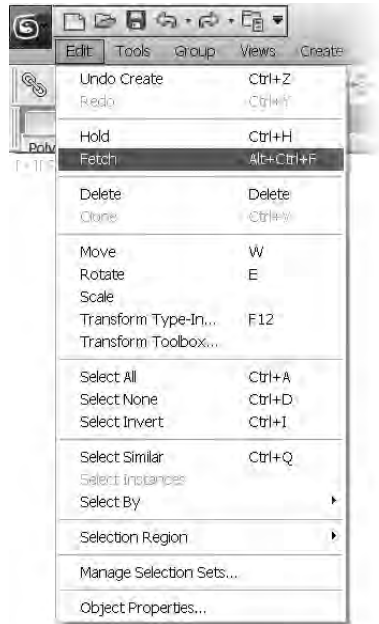 Edit Tools Group Views Create
Undo Create Ctrl+Z
Redo Ctrl+Y
Hold Ctrl+H
Poly
Fetch Alt+Ctrl+F
Delete Delete
Clone Ctrl+V
Move W
Rotate E
Scale
Transform Type-In... F12
Transform Toolbox...
Select All Ctrl+A
Select None Ctrl+D
Select Invert Ctrl+I
Select Similar Ctrl+Q
Select Instances
Select By
Selection Region
Manage Selection Sets...
Object Properties...